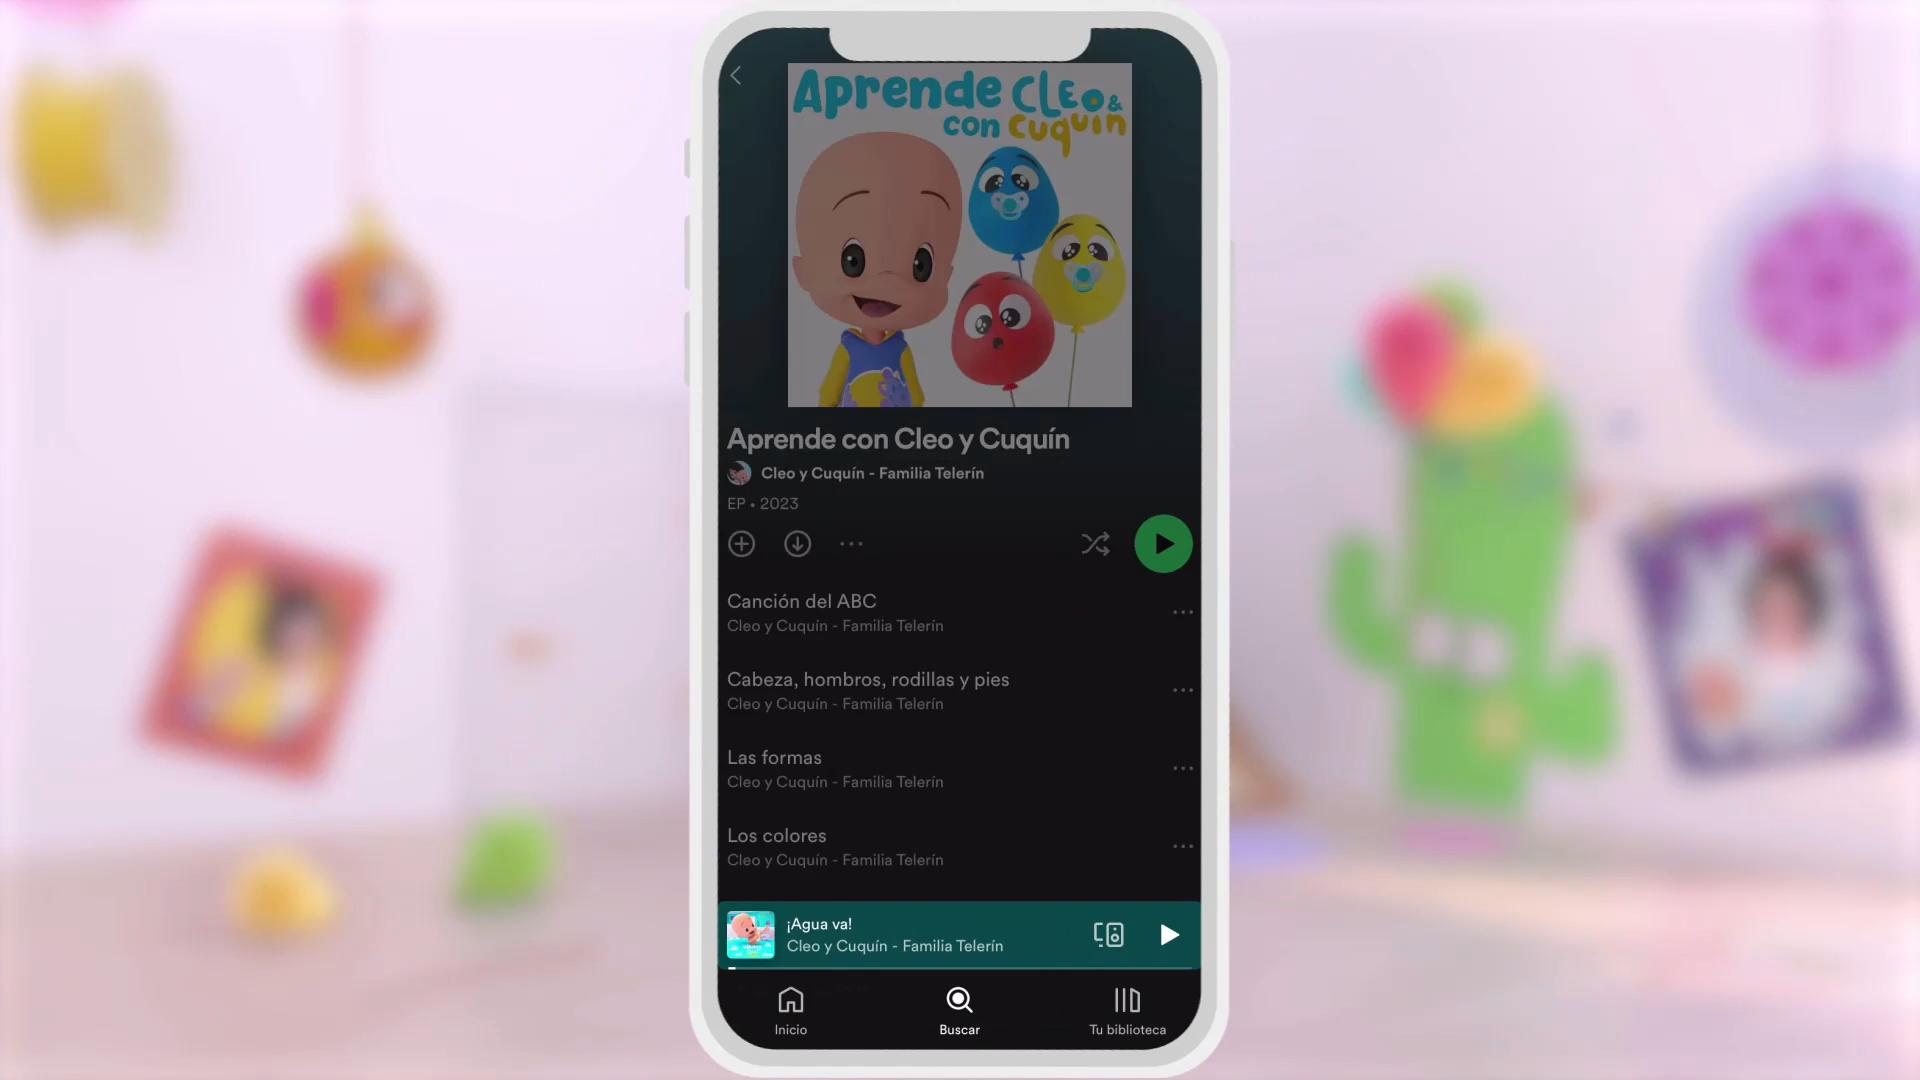 Aprende CLEO &
con cuquín
Aprende con Cleo y Cuquín
Cleo y Cuquín - Familia Telerín
EP • 2023
Canción del ABC
Cleo y Cuquín - Familia Telerín
Cabeza, hombros, rodillas y pies
Cleo y Cuquín - Familia Telerín
Las formas
Cleo y Cuquín - Familia Telerín
Los colores
Cleo y Cuquín - Familia Telerín
¡Agua va!
Cleo y Cuquín - Familia Telerín
Inicio
Buscar
Tu biblioteca